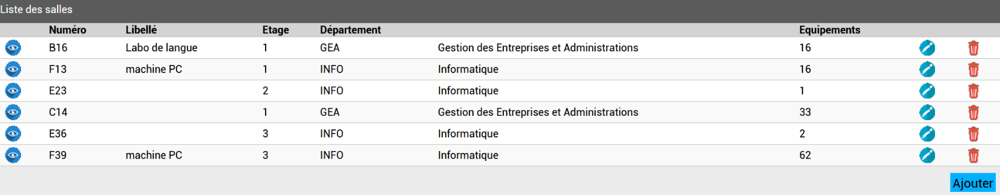 Liste des salles
Numéro Libellé Etage Département Equipements
B16 Labo de langue 1 GEA Gestion des Entreprises et Administrations 16
F13 machine PC 1 INFO Informatique 16
E23 2 INFO Informatique 1
C14 1 GEA Gestion des Entreprises et Administrations 33
E36 3 INFO Informatique 2
F39 machine PC 3 INFO Informatique 62
Ajouter